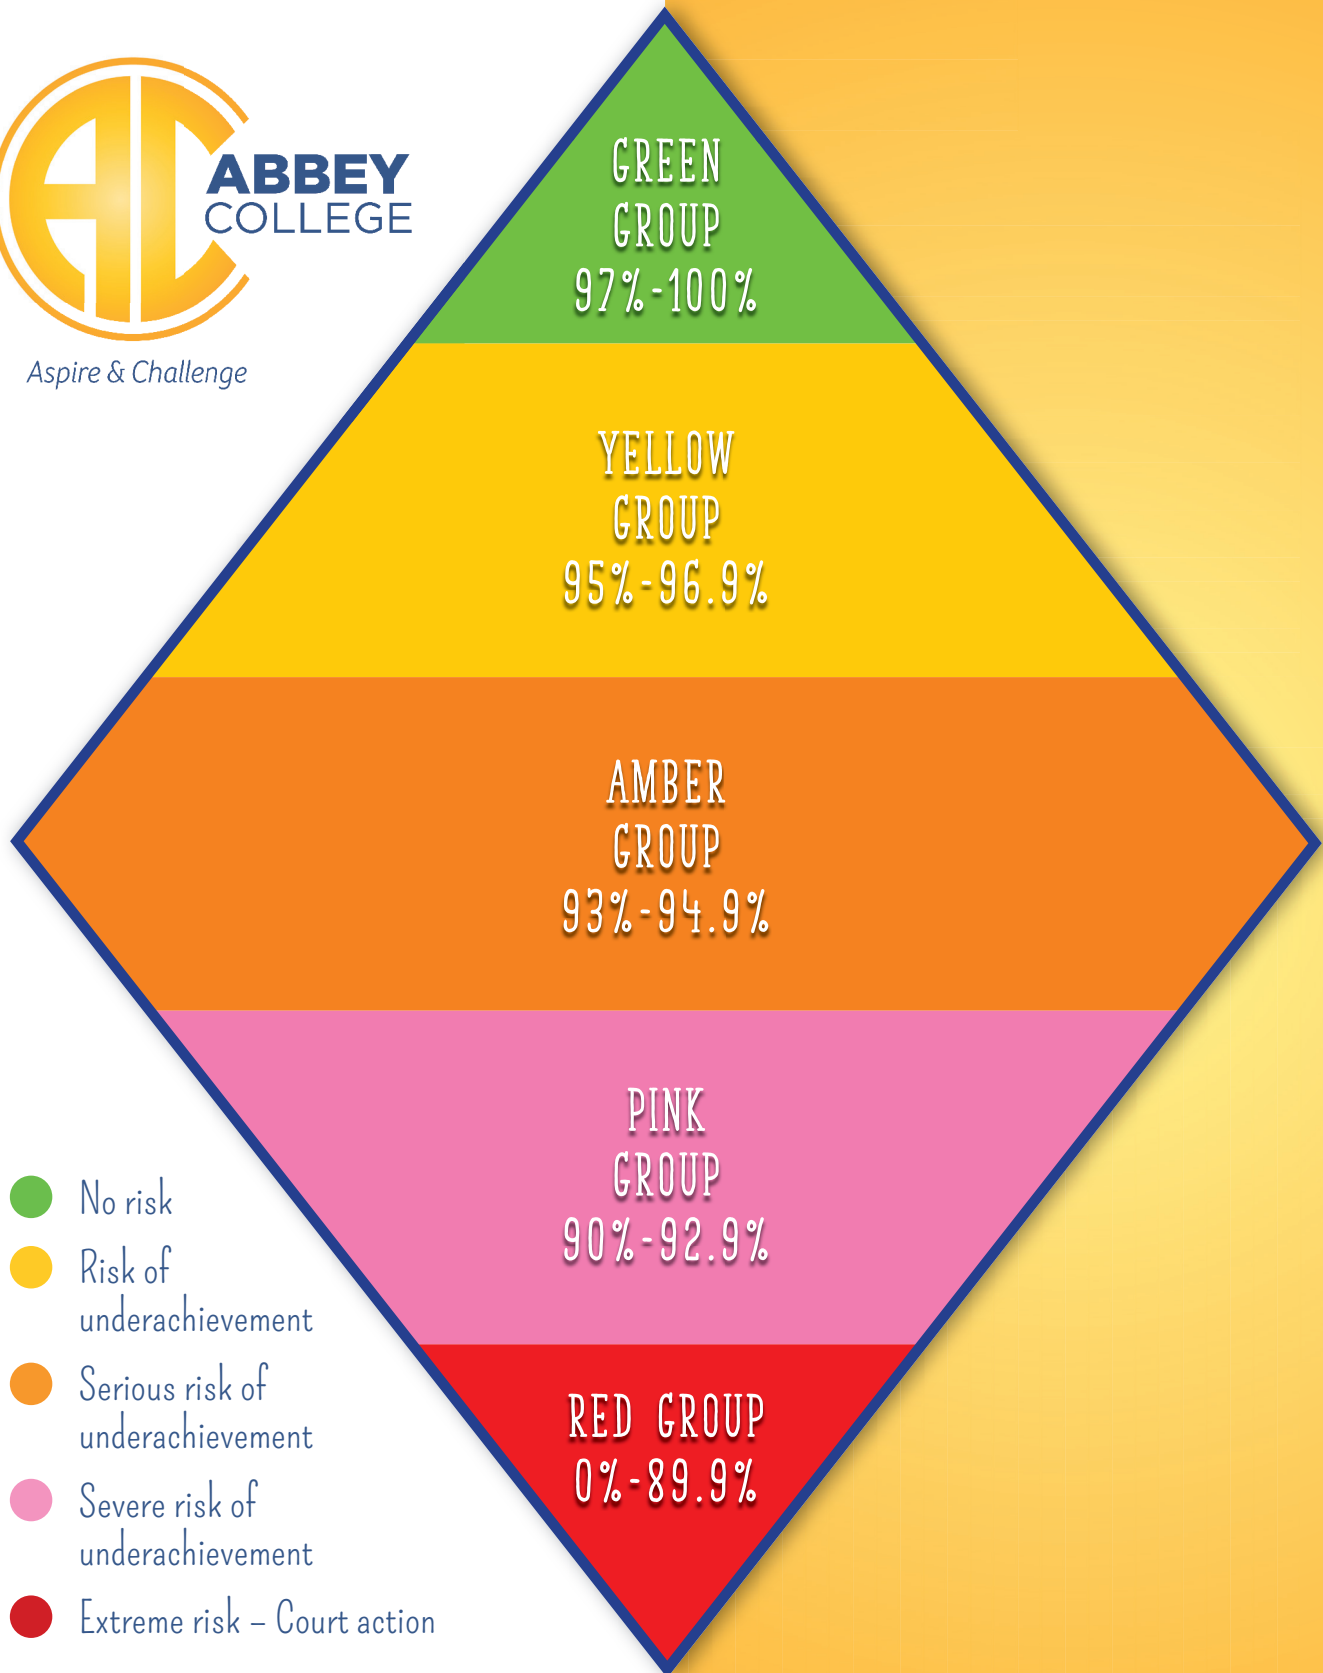 ABBEY
COLLEGE
Aspire & Challenge
GREEN
GROUP
97%-100%
YELLOW
GROUP
95%-96.9%
AMBER
GROUP
93%-94.9%
PINK
GROUP
90%-92.9%
RED GROUP
0%-89.9%
No risk
Risk of
underachievement
Serious risk of
underachievement
Severe risk of
underachievement
Extreme risk – Court action